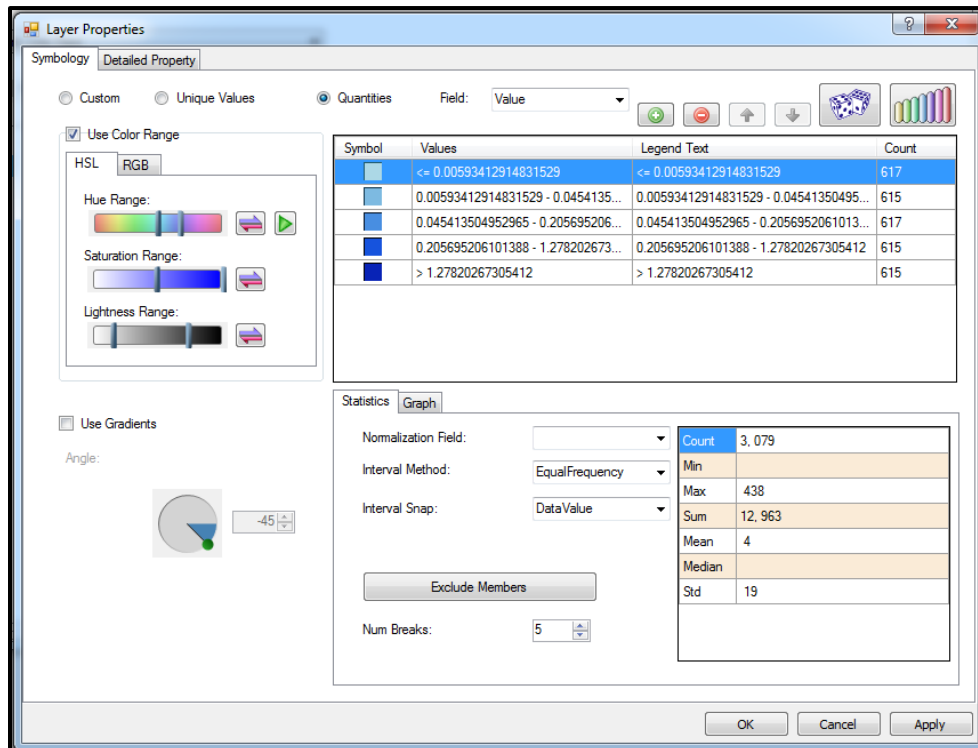 Layer Properties
Symbology Detailed Property
Custom Unique Values Quantities Field: Value
Use Color Range
HSL RGB
Hue Range:
Saturation Range:
Lightness Range:
Symbol Values Legend Text Count
<= 0.00593412914831529 <= 0.00593412914831529 617
0.00593412914831529 - 0.0454135... 0.00593412914831529 - 0.04541350495... 615
0.045413504952965 - 0.205695206... 0.045413504952965 - 0.2056952061013... 617
0.205695206101388 - 1.278202673... 0.205695206101388 - 1.27820267305412 615
> 1.27820267305412 > 1.27820267305412 615
Use Gradients
Angle:
-45
Statistics Graph
Normalization Field:
Interval Method: EqualFrequency
Interval Snap: DataValue
Exclude Members
Num Breaks: 5
Count 3, 079
Min
Max 438
Sum 12, 963
Mean 4
Median
Std 19
OK Cancel Apply